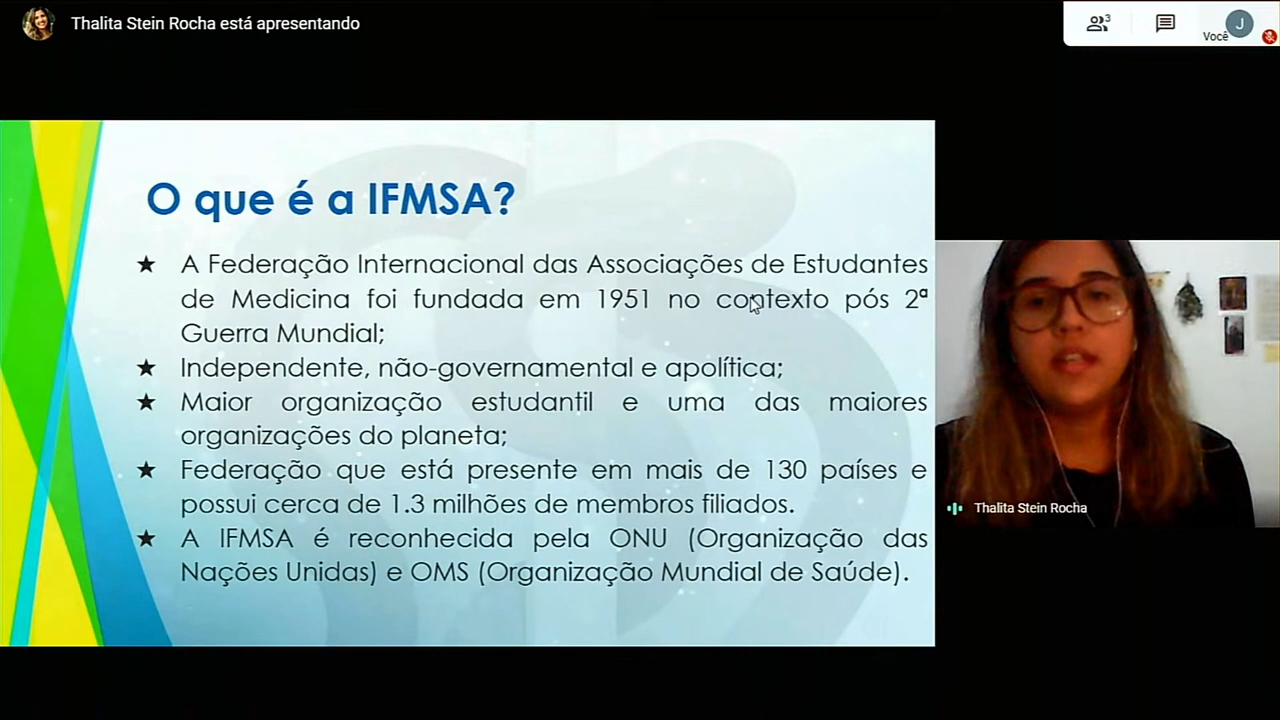 Thalita Stein Rocha está apresentando
3
J
Você
O que é a IFMSA?
★ A Federação Internacional das Associações de Estudantes
de Medicina foi fundada em 1951 no contexto pós 2ª
Guerra Mundial;
★ Independente, não-governamental e apolítica;
★ Maior organização estudantil e uma das maiores
organizações do planeta;
★ Federação que está presente em mais de 130 países e
possui cerca de 1.3 milhões de membros filiados.
★ A IFMSA é reconhecida pela ONU (Organização das
Nações Unidas) e OMS (Organização Mundial de Saúde).
Thalita Stein Rocha